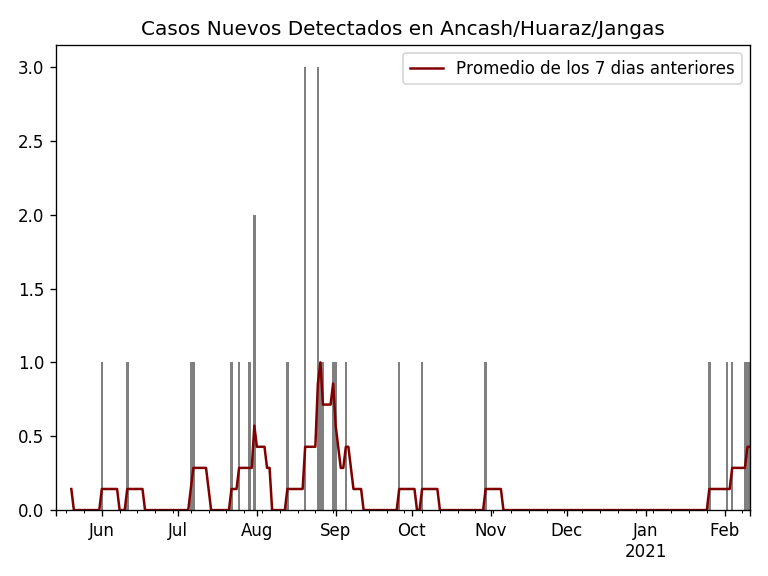 Casos Nuevos Detectados en Ancash/Huaraz/Jangas
Promedio de los 7 dias anteriores
3.0
2.5
2.0
1.5
1.0
0.5
0.0
Jun Jul Aug Sep Oct Nov Dec Jan Feb
2021